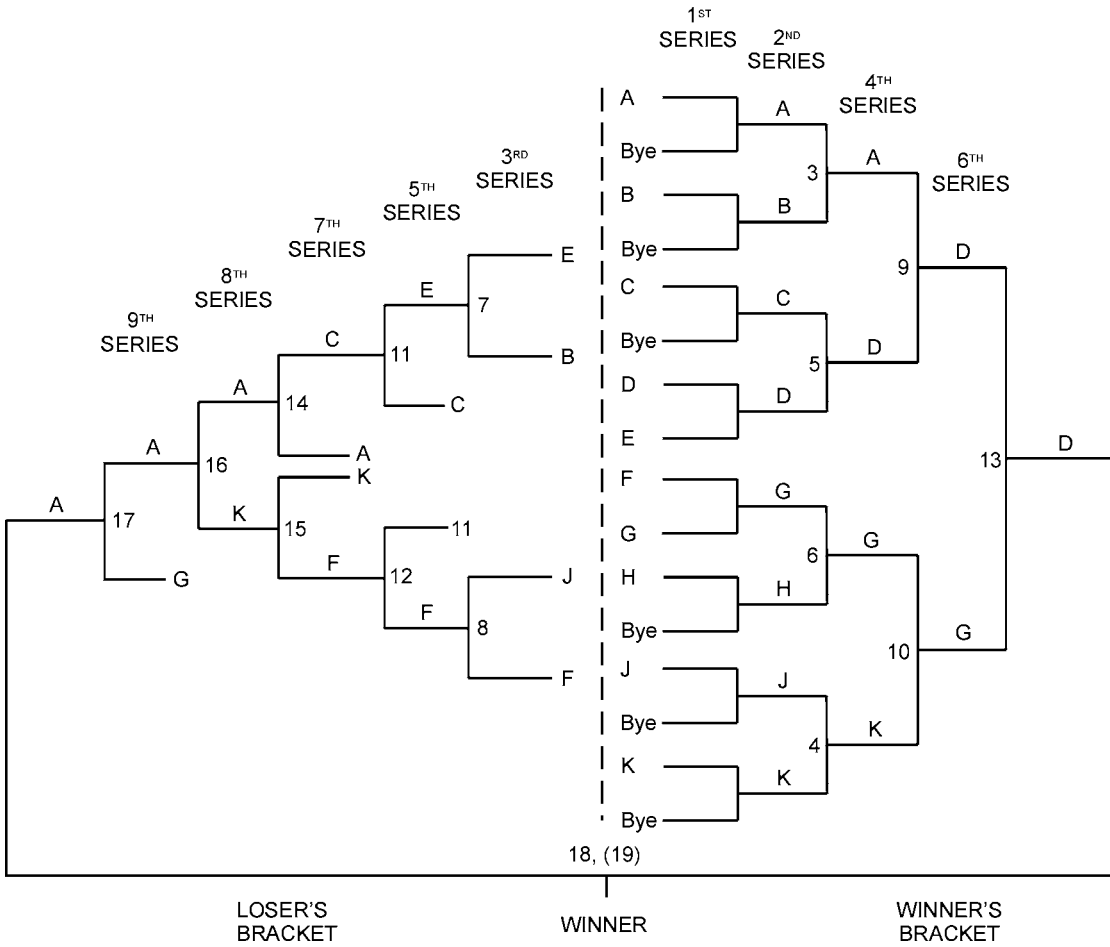 1ST
SERIES
2ND
SERIES
4TH
SERIES
6TH
SERIES
3RD
SERIES
5TH
SERIES
7TH
SERIES
8TH
SERIES
9TH
SERIES
A
Bye
B
Bye
C
Bye
D
E
F
G
H
Bye
J
Bye
K
Bye
A
B
C
D
G
H
J
K
3
5
6
4
A
D
G
K
9
10
D
G
13
D
E
B
7
E
C
11
C
A
14
A
K
15
K
11
12
F
J
8
F
F
16
A
G
17
A
18, (19)
LOSER'S
BRACKET
WINNER
WINNER'S
BRACKET